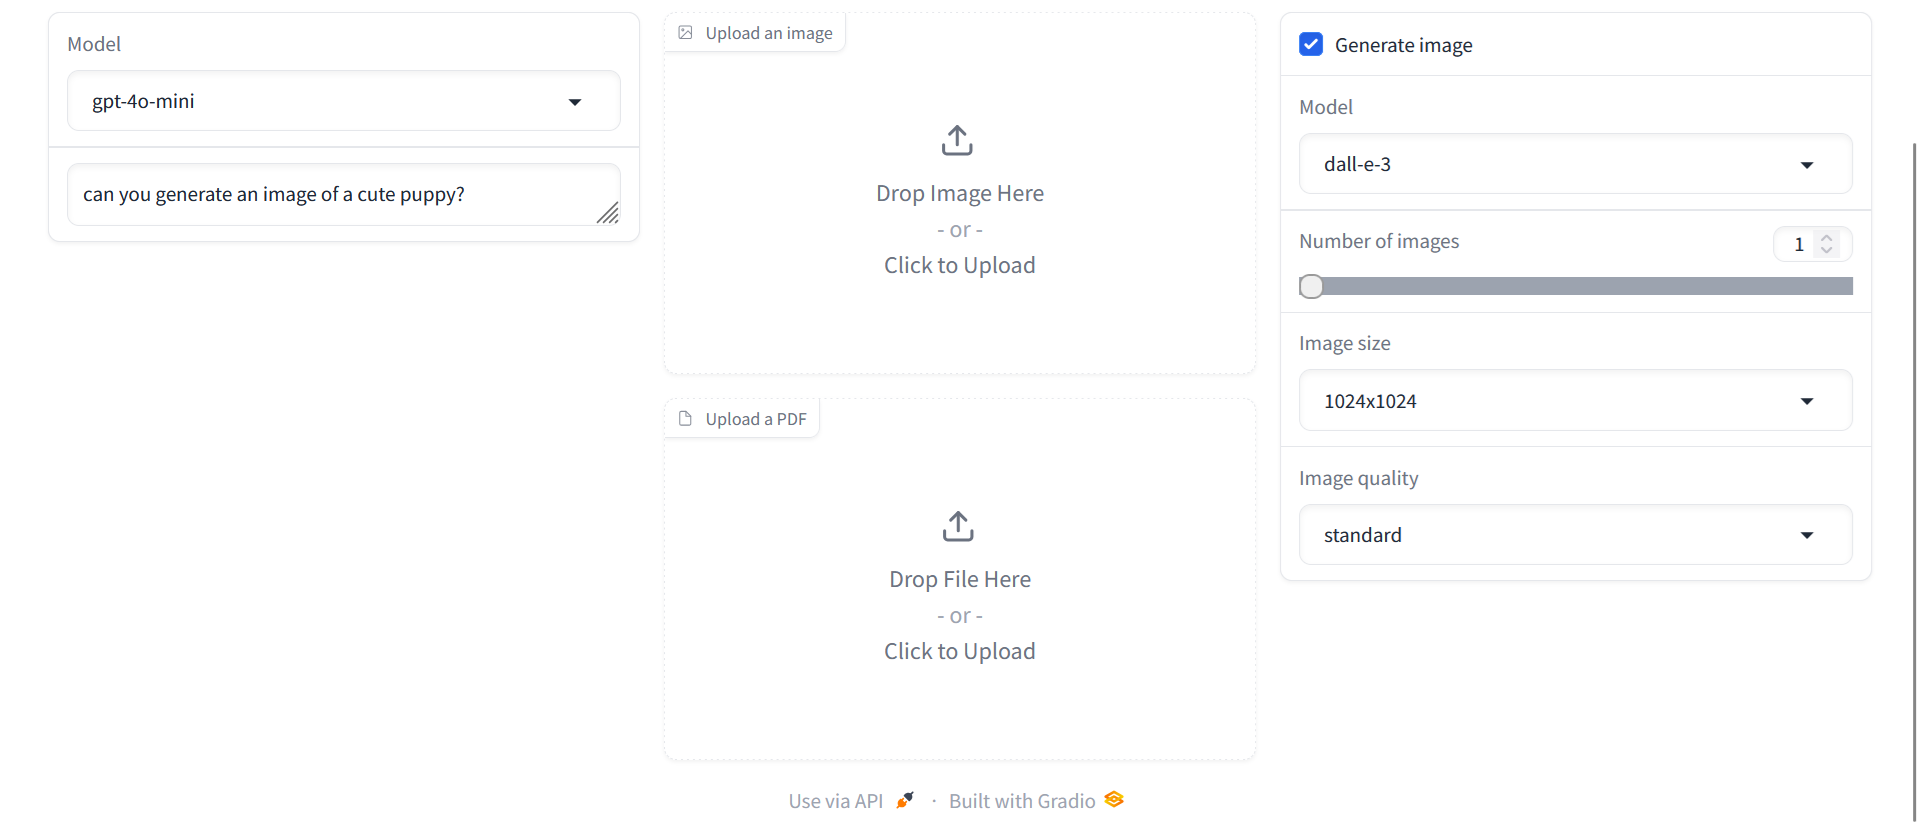 Model
gpt-4o-mini
can you generate an image of a cute puppy?
Upload an image
Drop Image Here
- or -
Click to Upload
Upload a PDF
Drop File Here
- or -
Click to Upload
Generate image
Model
dall-e-3
Number of images
1
Image size
1024x1024
Image quality
standard
Use via API · Built with Gradio